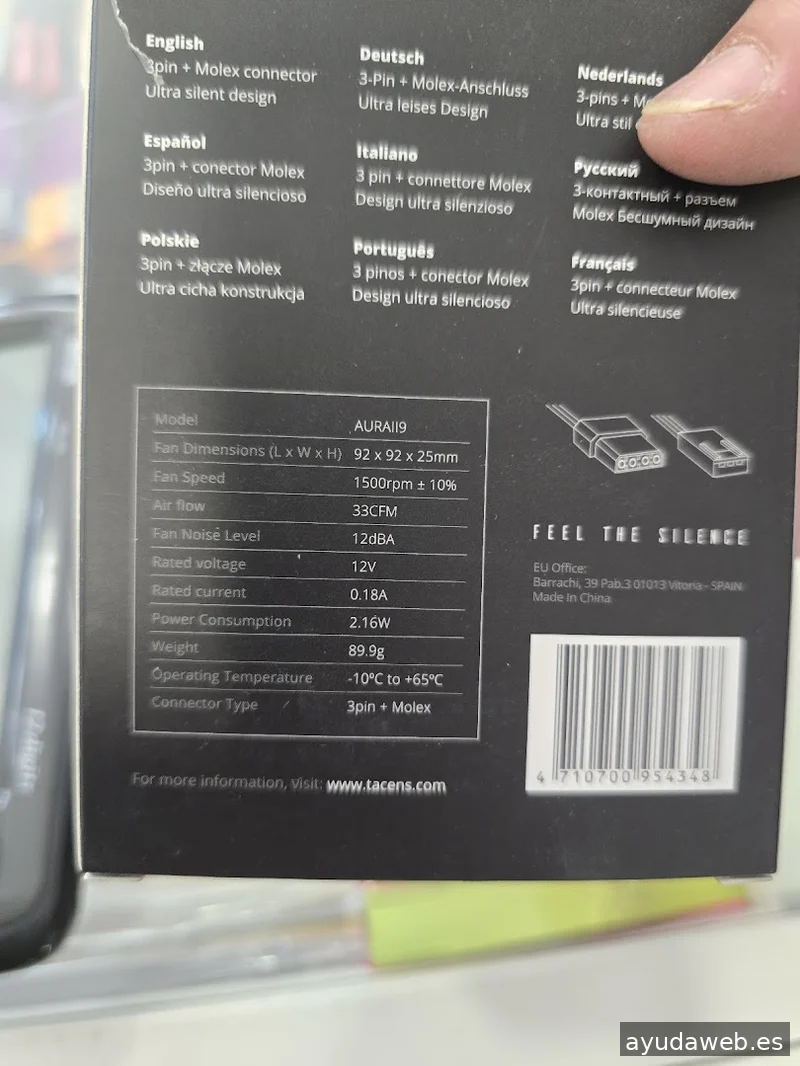 English
3pin + Molex connector
Ultra silent design
Deutsch
3-Pin + Molex-Anschluss
Ultra leises Design
Nederlands
3-pins +
Ultra
Español
3pin + conector Molex
Diseño ultra silencioso
Italiano
3 pin + connettore Molex
Design ultra silenzioso
Русский
3-контактный + разъем
Molex Бесшумный дизайн
Polskie
3pin + złącze Molex
Ultra cicha konstrukcja
Português
3 pinos + conector Molex
Design ultra silencioso
Français
3pin + connecteur Molex
Ultra silencieuse
Model AURAII9
Fan Dimensions (L x W x H) 92 x 92 x 25mm
Fan Speed 1500rpm ± 10%
Air flow 33CFM
Fan Noise Level 12dBA
Rated voltage 12V
Rated current 0.18A
Power Consumption 2.16W
Weight 89.9g
Operating Temperature -10ºC to +65ºC
Connector Type 3pin + Molex
FEEL THE SILENCE
EU Office:
Barrachi, 39 Pab.3 01013 Vitoria - SPAIN
Made In China
4 710700 954348
For more information, visit: www.tacens.com
ayudaweb.es